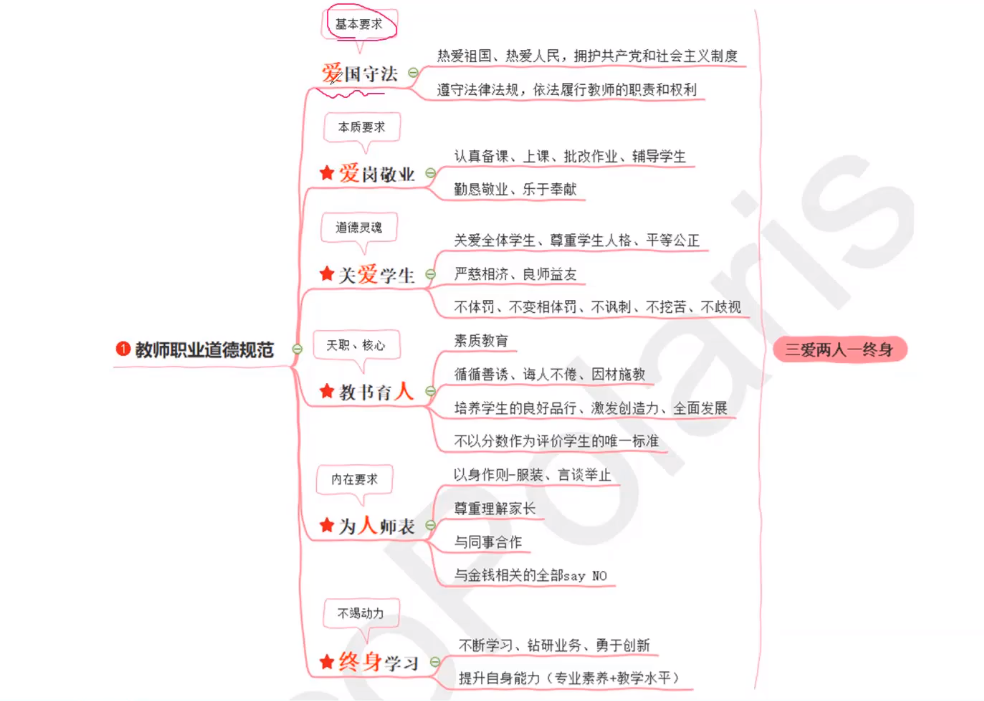 基本要求
爱国守法
热爱祖国、热爱人民，拥护共产党和社会主义制度
遵守法律法规，依法履行教师的职责和权利
本质要求
爱岗敬业
认真备课、上课、批改作业、辅导学生
勤恳敬业、乐于奉献
道德灵魂
关爱学生
关爱全体学生、尊重学生人格、平等公正
严慈相济、良师益友
不体罚、不变相体罚、不讽刺、不挖苦、不歧视
1 教师职业道德规范
天职、核心
教书育人
素质教育
循循善诱、诲人不倦、因材施教
培养学生的良好品行、激发创造力、全面发展
不以分数作为评价学生的唯一标准
三爱两人一终身
内在要求
为人师表
以身作则-服装、言谈举止
尊重理解家长
与同事合作
与金钱相关的全部say NO
不竭动力
终身学习
不断学习、钻研业务、勇于创新
提升自身能力（专业素养+教学水平）
oPolaris